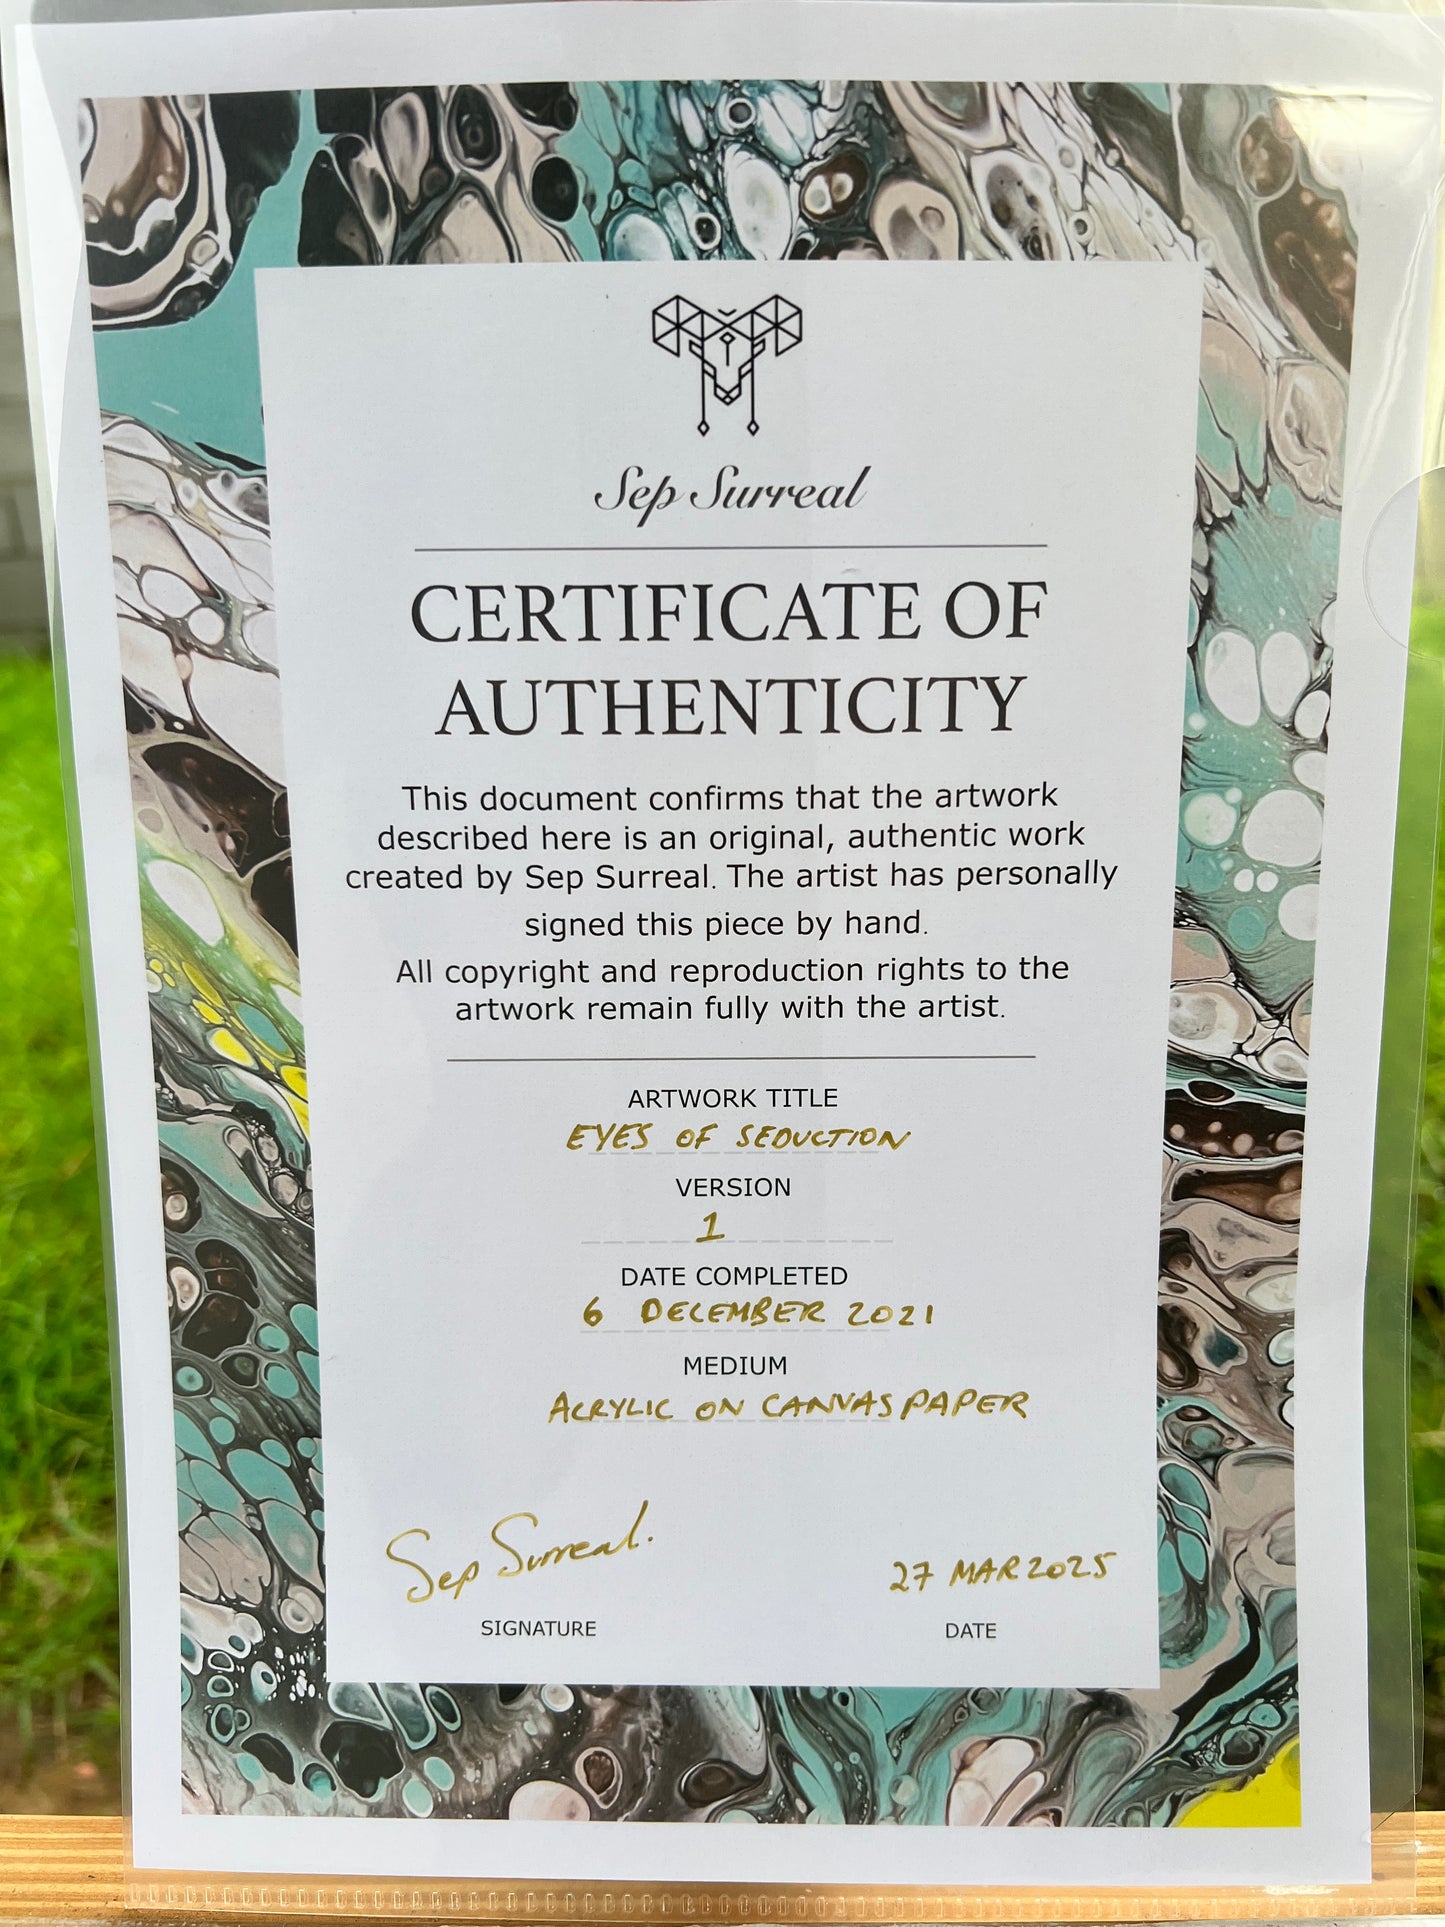 Sep Surreal
CERTIFICATE OF
AUTHENTICITY
This document confirms that the artwork
described here is an original, authentic work
created by Sep Surreal. The artist has personally
signed this piece by hand.
All copyright and reproduction rights to the
artwork remain fully with the artist.
ARTWORK TITLE
EYES OF SEDUCTION
VERSION
1
DATE COMPLETED
6 DECEMBER 2021
MEDIUM
ACRYLIC ON CANVAS PAPER
Sep Surreal.
27 MAR 2025
SIGNATURE
DATE